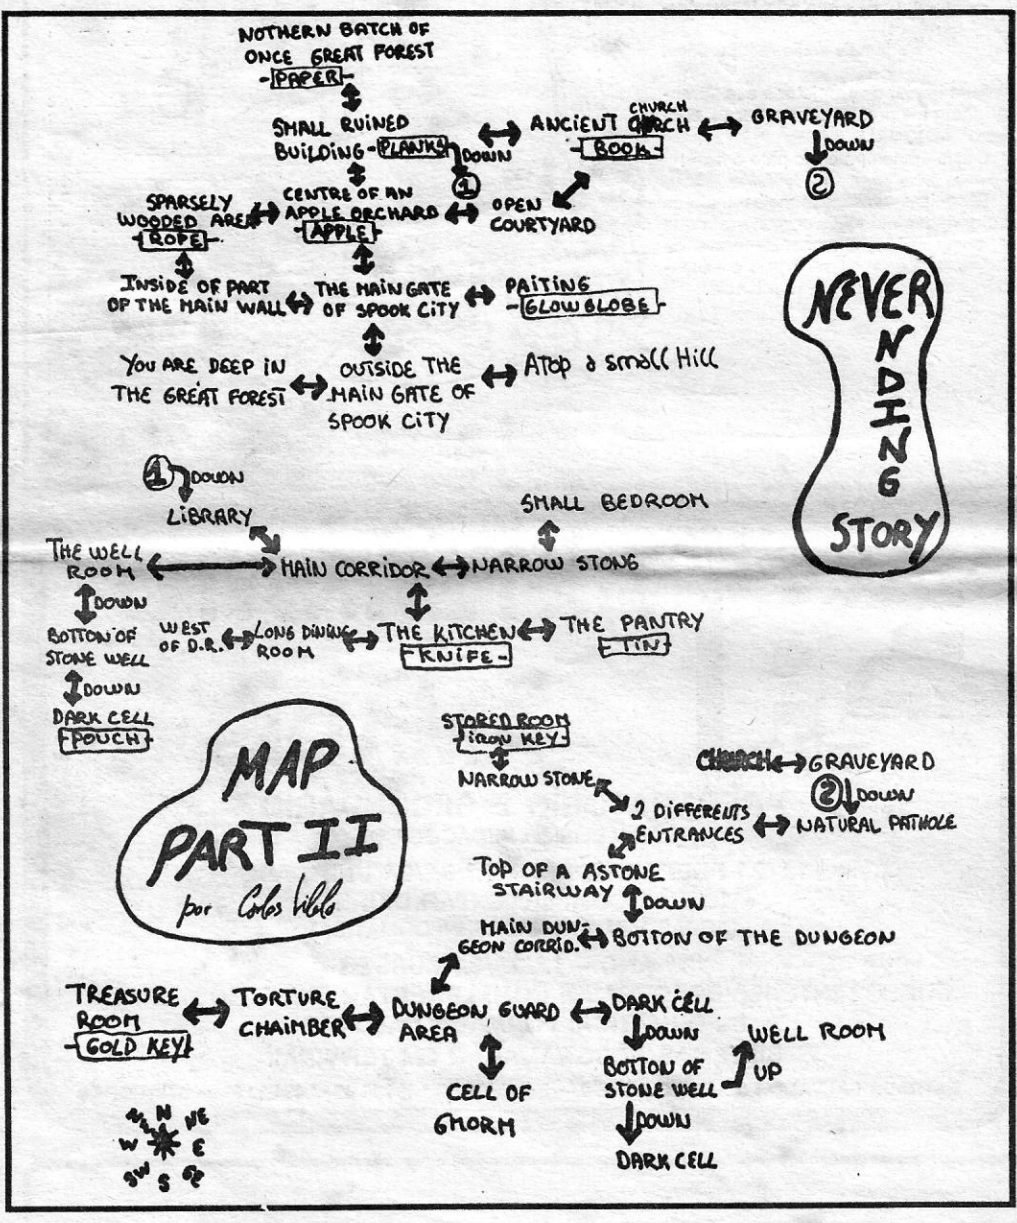 NOTHERN BATCH OF
ONCE GREAT FOREST
-PAPER-
SMALL RUINED
BUILDING -PLANKS-
DOWN
1
ANCIENT CHURCH
CHURCH
-BOOK-
GRAVEYARD
DOWN
2
SPARSELY
WOODED AREA
-ROPE-
CENTRE OF AN
APPLE ORCHARD
-APPLE-
OPEN
COURTYARD
INSIDE OF PART
OF THE MAIN WALL
THE MAIN GATE
OF SPOOK CITY
PAITING
-GLOWGLOBE-
YOU ARE DEEP IN
THE GREAT FOREST
OUTSIDE THE
MAIN GATE OF
SPOOK CITY
ATop a small Hill
NEVER
NDING
STORY
1 DOWN
LIBRARY
SMALL BEDROOM
THE WELL
ROOM
MAIN CORRIDOR
NARROW STONE
DOWN
BOTTON OF
STONE WELL
WEST
OF D.R.
LONG DINING
ROOM
THE KITCHEN
-KNIFE-
THE PANTRY
-TIN-
DOWN
DARK CELL
-POUCH-
MAP
PART II
por
STORED ROOM
-IRON KEY-
NARROW STONE
CHURCH
GRAVEYARD
2 DOWN
2 DIFFERENTS
ENTRANCES
NATURAL PATHOLE
TOP OF A ASTONE
STAIRWAY
DOWN
MAIN DUN-
GEON CORRID.
BOTTON OF THE DUNGEON
TREASURE
ROOM
-GOLD KEY-
TORTURE
CHAIMBER
DUNGEON GUARD
AREA
DARK CELL
DOWN
CELL OF
GMORM
BOTTON OF
STONE WELL
UP
WELL ROOM
DOWN
DARK CELL
N
NE
E
SE
S
SW
W